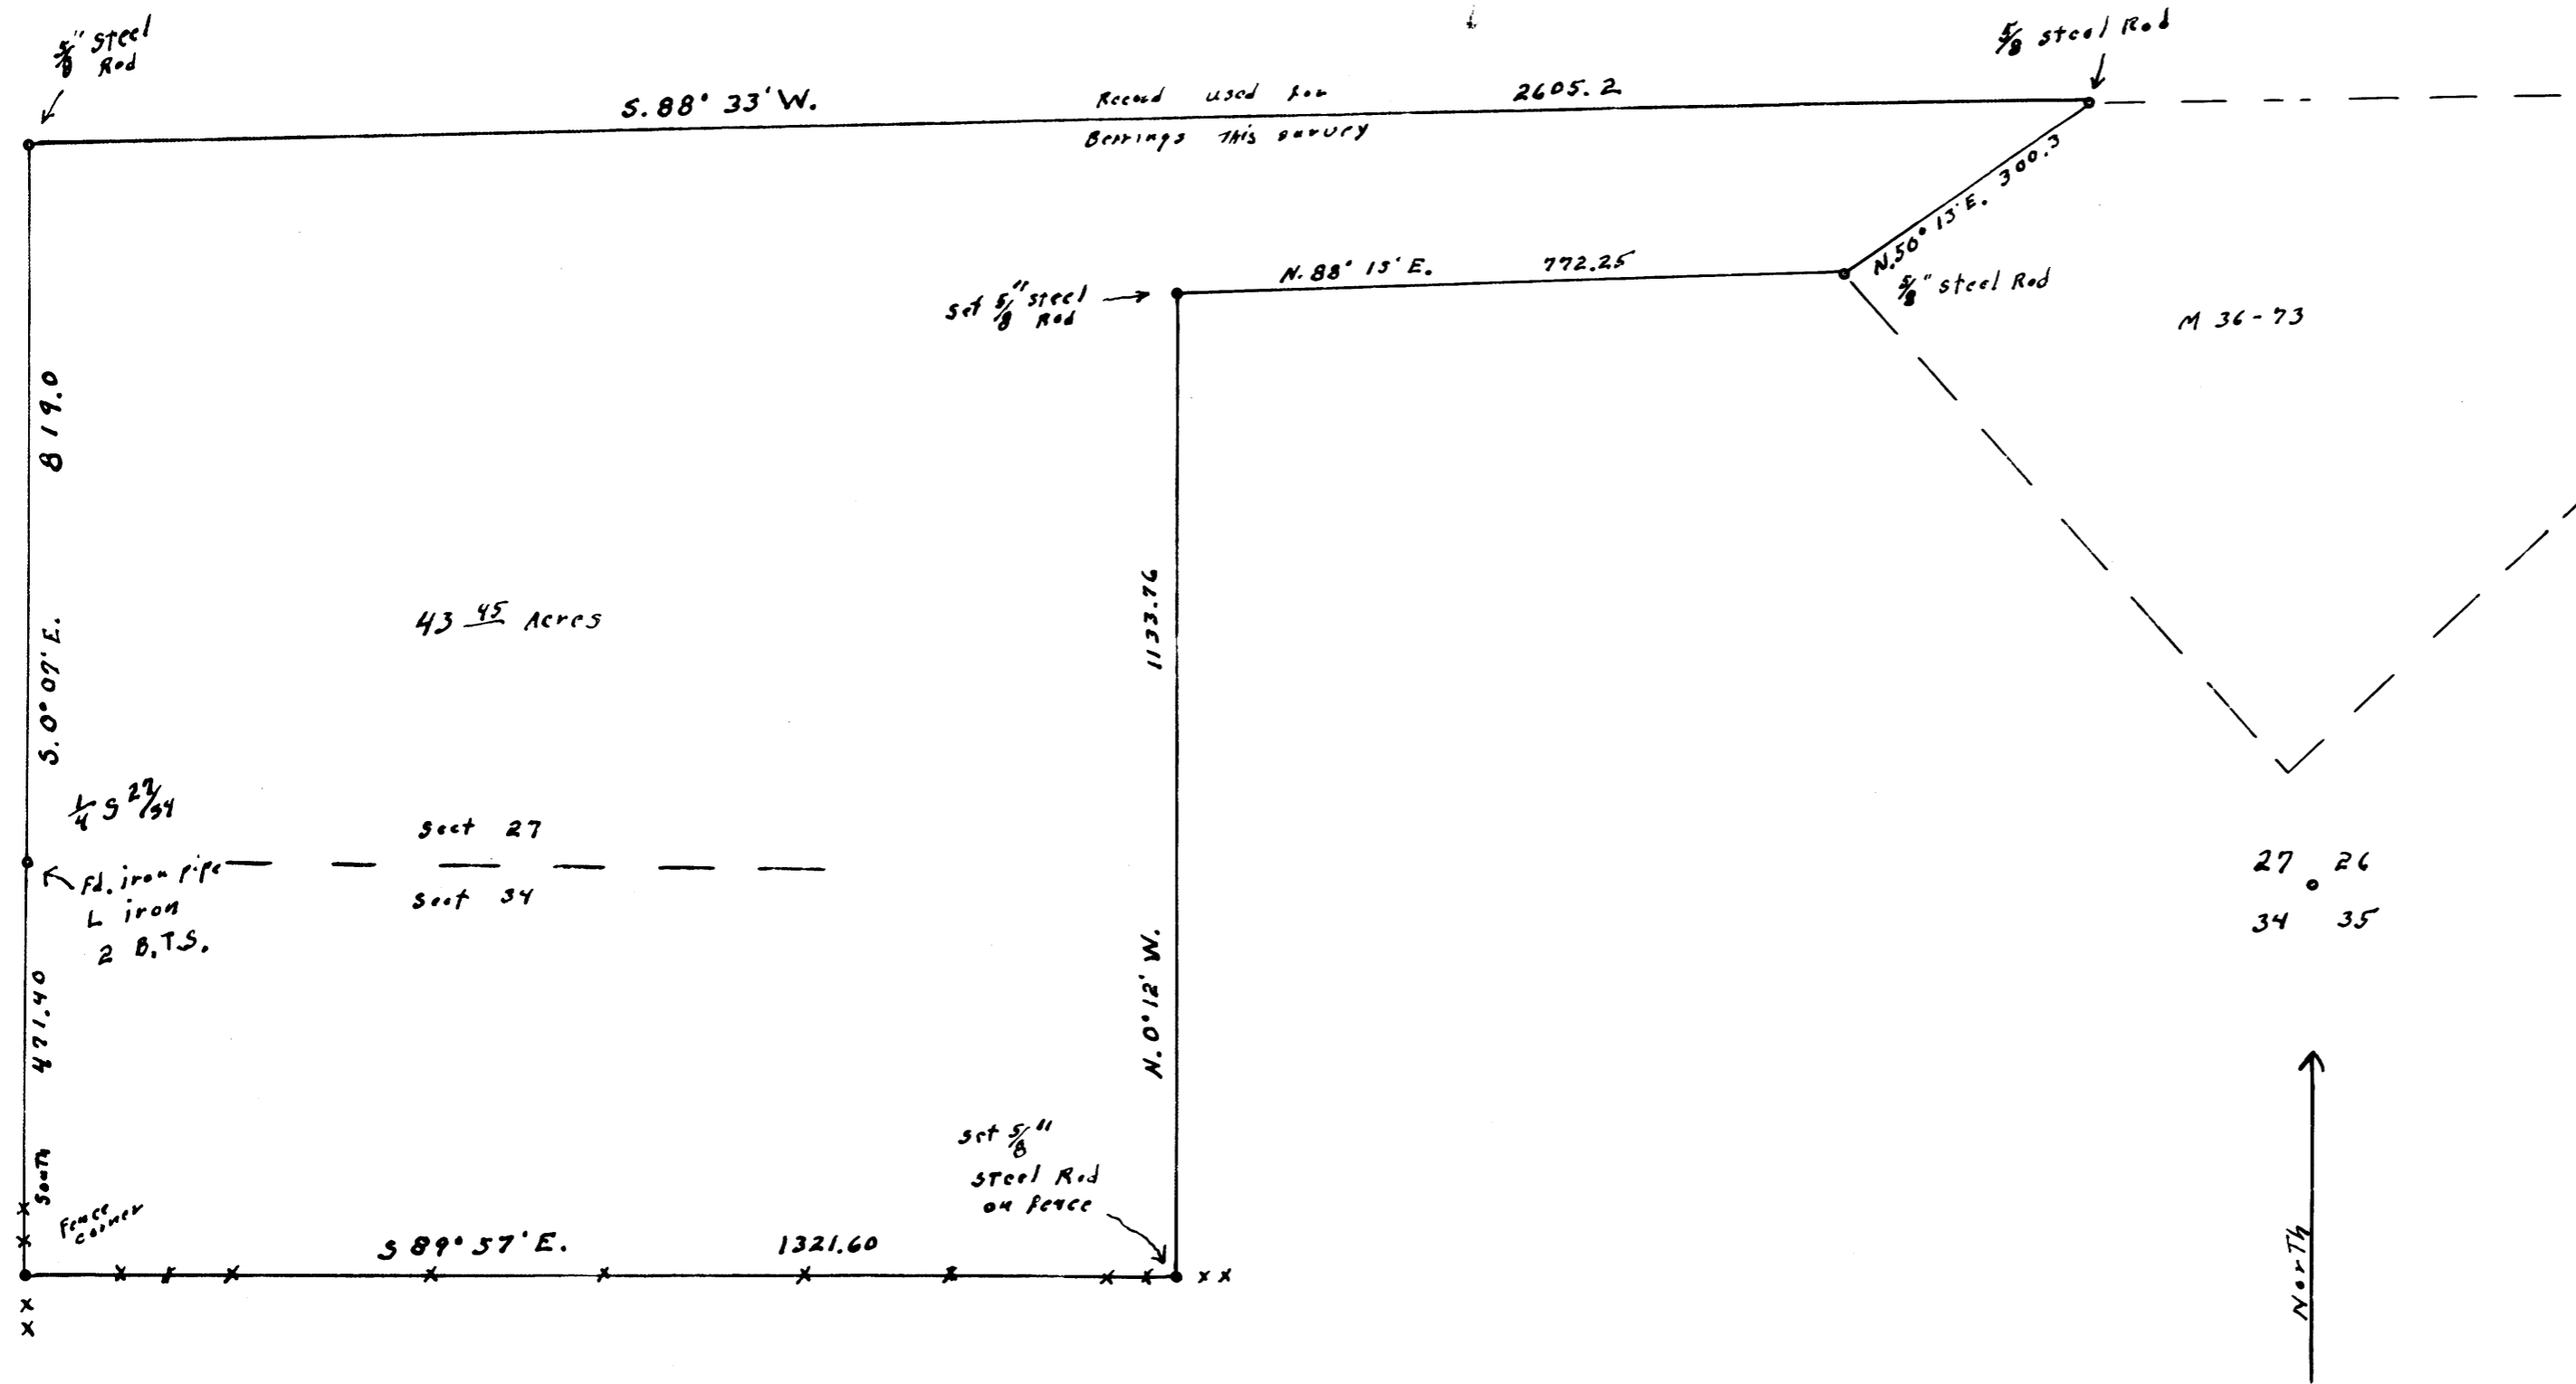 5/8" Steel
Rod
5/8 steel Rod
S. 88° 33' W.
Record used for
2605.2
Berrings This survey
N. 50° 13' E. 300.3
N. 88° 15' E. 772.25
5/8" steel Rod
Set 5/8" steel
Rod
M 36-73
S. 0° 07' E. 819.0
1133.76
43 45 Acres
1/4 S 27/34
Sect 27
Fd. iron pipe
L iron
2 B.T.S.
Sect 34
27 26
34 35
N. 0° 12' W.
South 471.40
Set 5/8"
Steel Rod
on fence
Fence
corner
S 89° 57' E. 1321.60
North